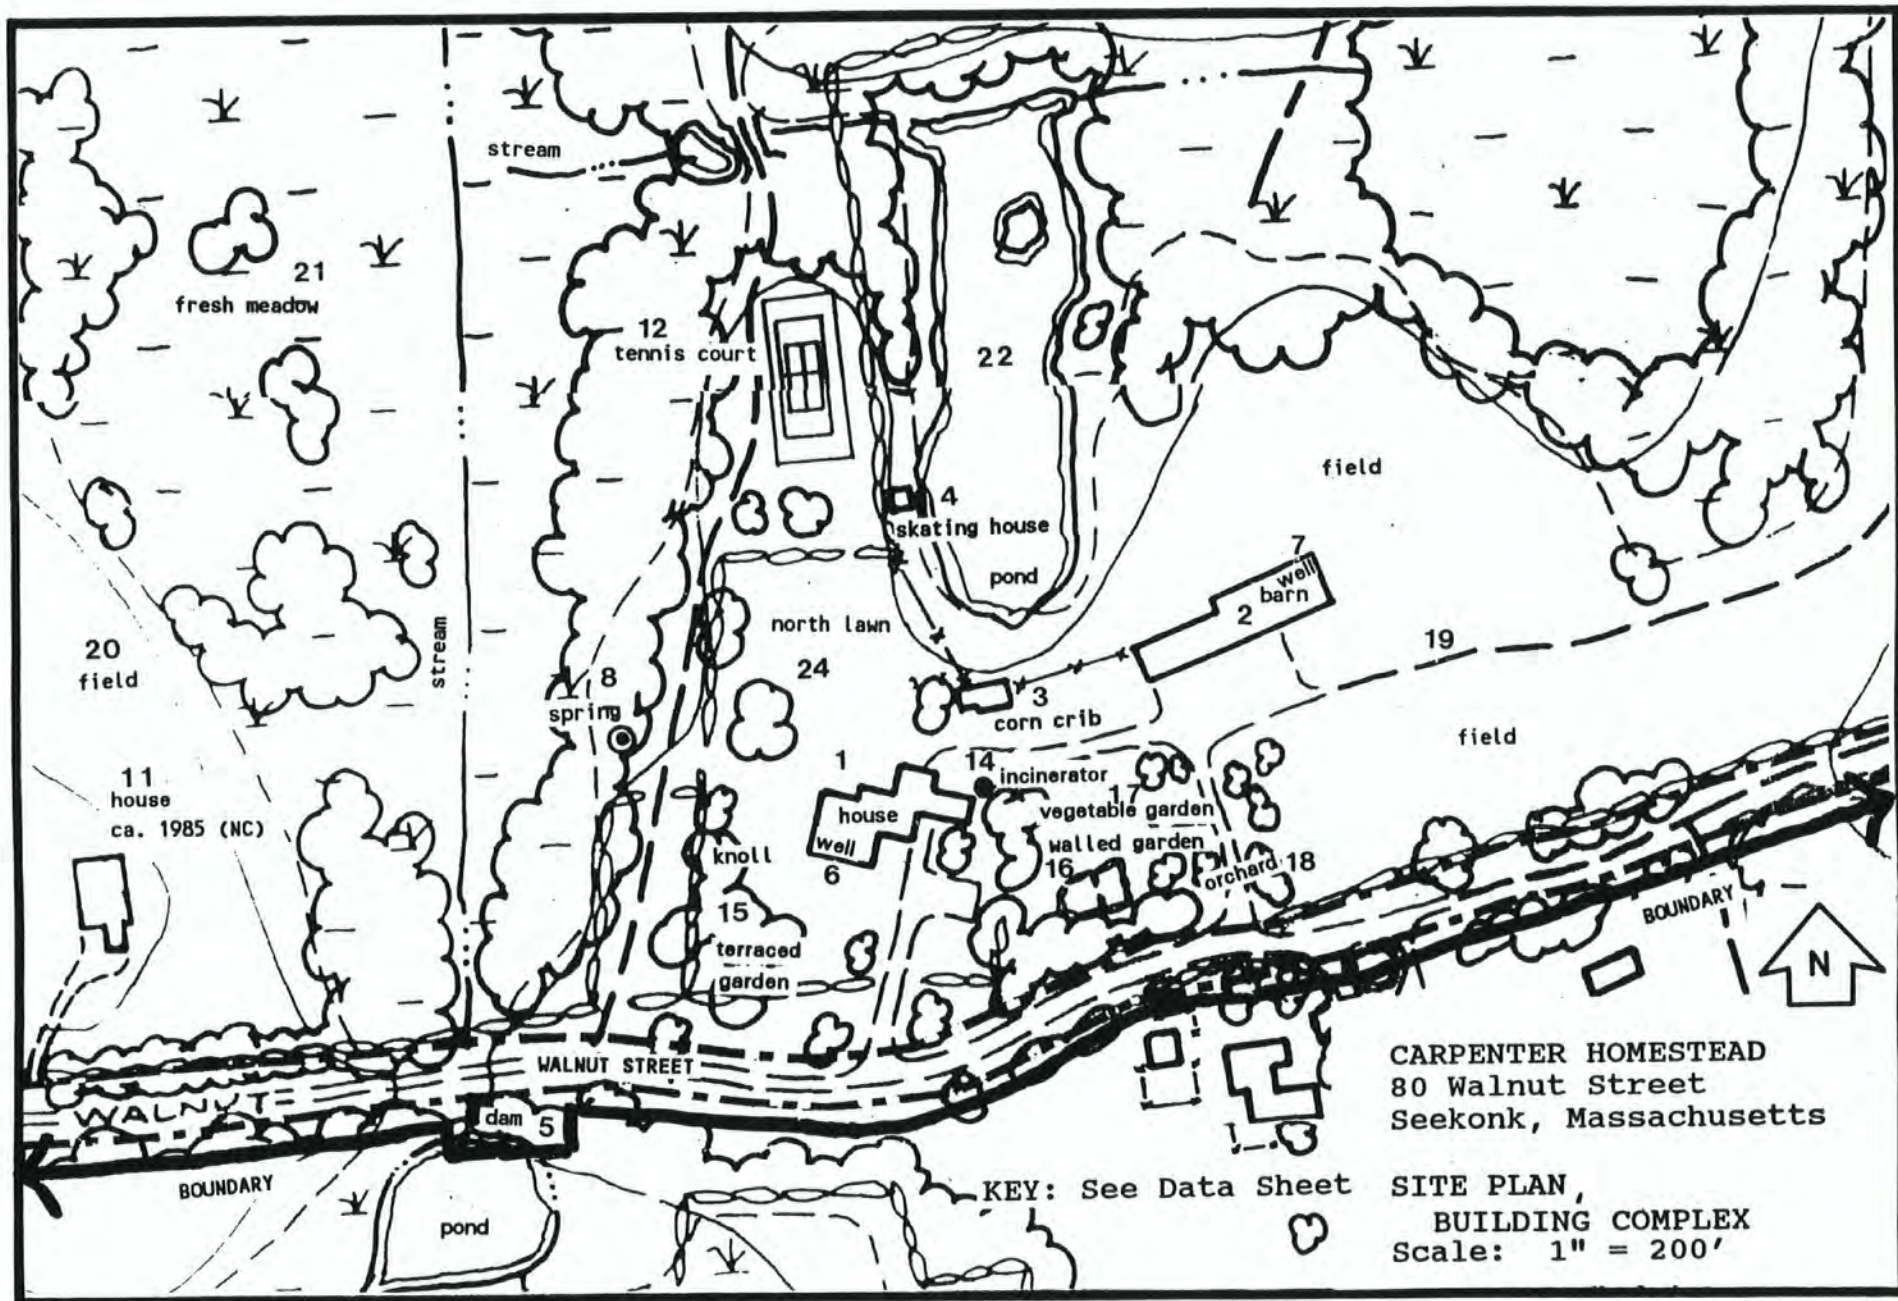 stream
21
fresh meadow
12
tennis court
22
field
4
skating house
pond
7
well
barn
2
19
north lawn
24
20
field
stream
8
spring
3
corn crib
field
11
house
ca. 1985 (NC)
1
house
well
6
14
incinerator
17
vegetable garden
walled garden
16
orchard 18
knoll
15
terraced
garden
BOUNDARY
N
WALNUT STREET
WALNUT
dam 5
BOUNDARY
pond
CARPENTER HOMESTEAD
80 Walnut Street
Seekonk, Massachusetts
KEY: See Data Sheet
SITE PLAN,
BUILDING COMPLEX
Scale: 1" = 200'